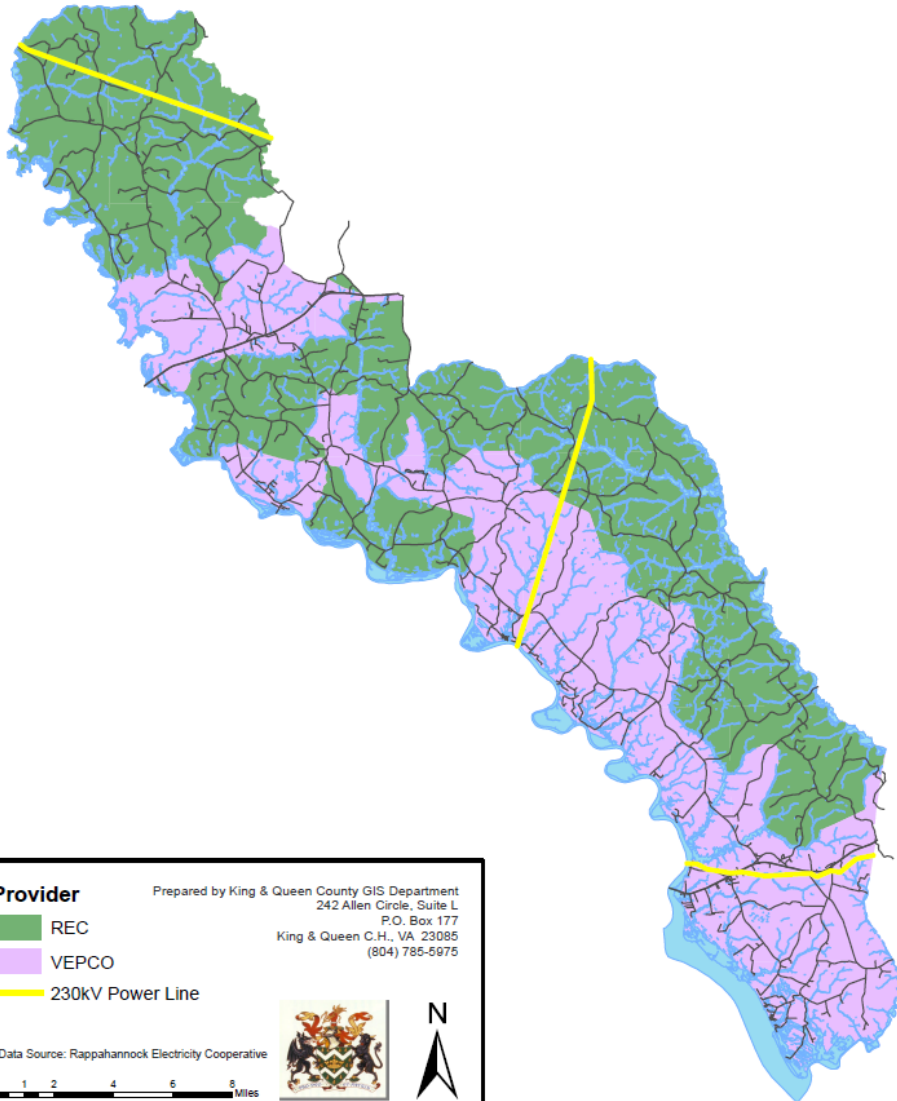 Provider
REC
VEPCO
230kV Power Line
Prepared by King & Queen County GIS Department
242 Allen Circle, Suite L
P.O. Box 177
King & Queen C.H., VA 23085
(804) 785-5975
N
Data Source: Rappahannock Electricity Cooperative
1 2 4 6 8
Miles